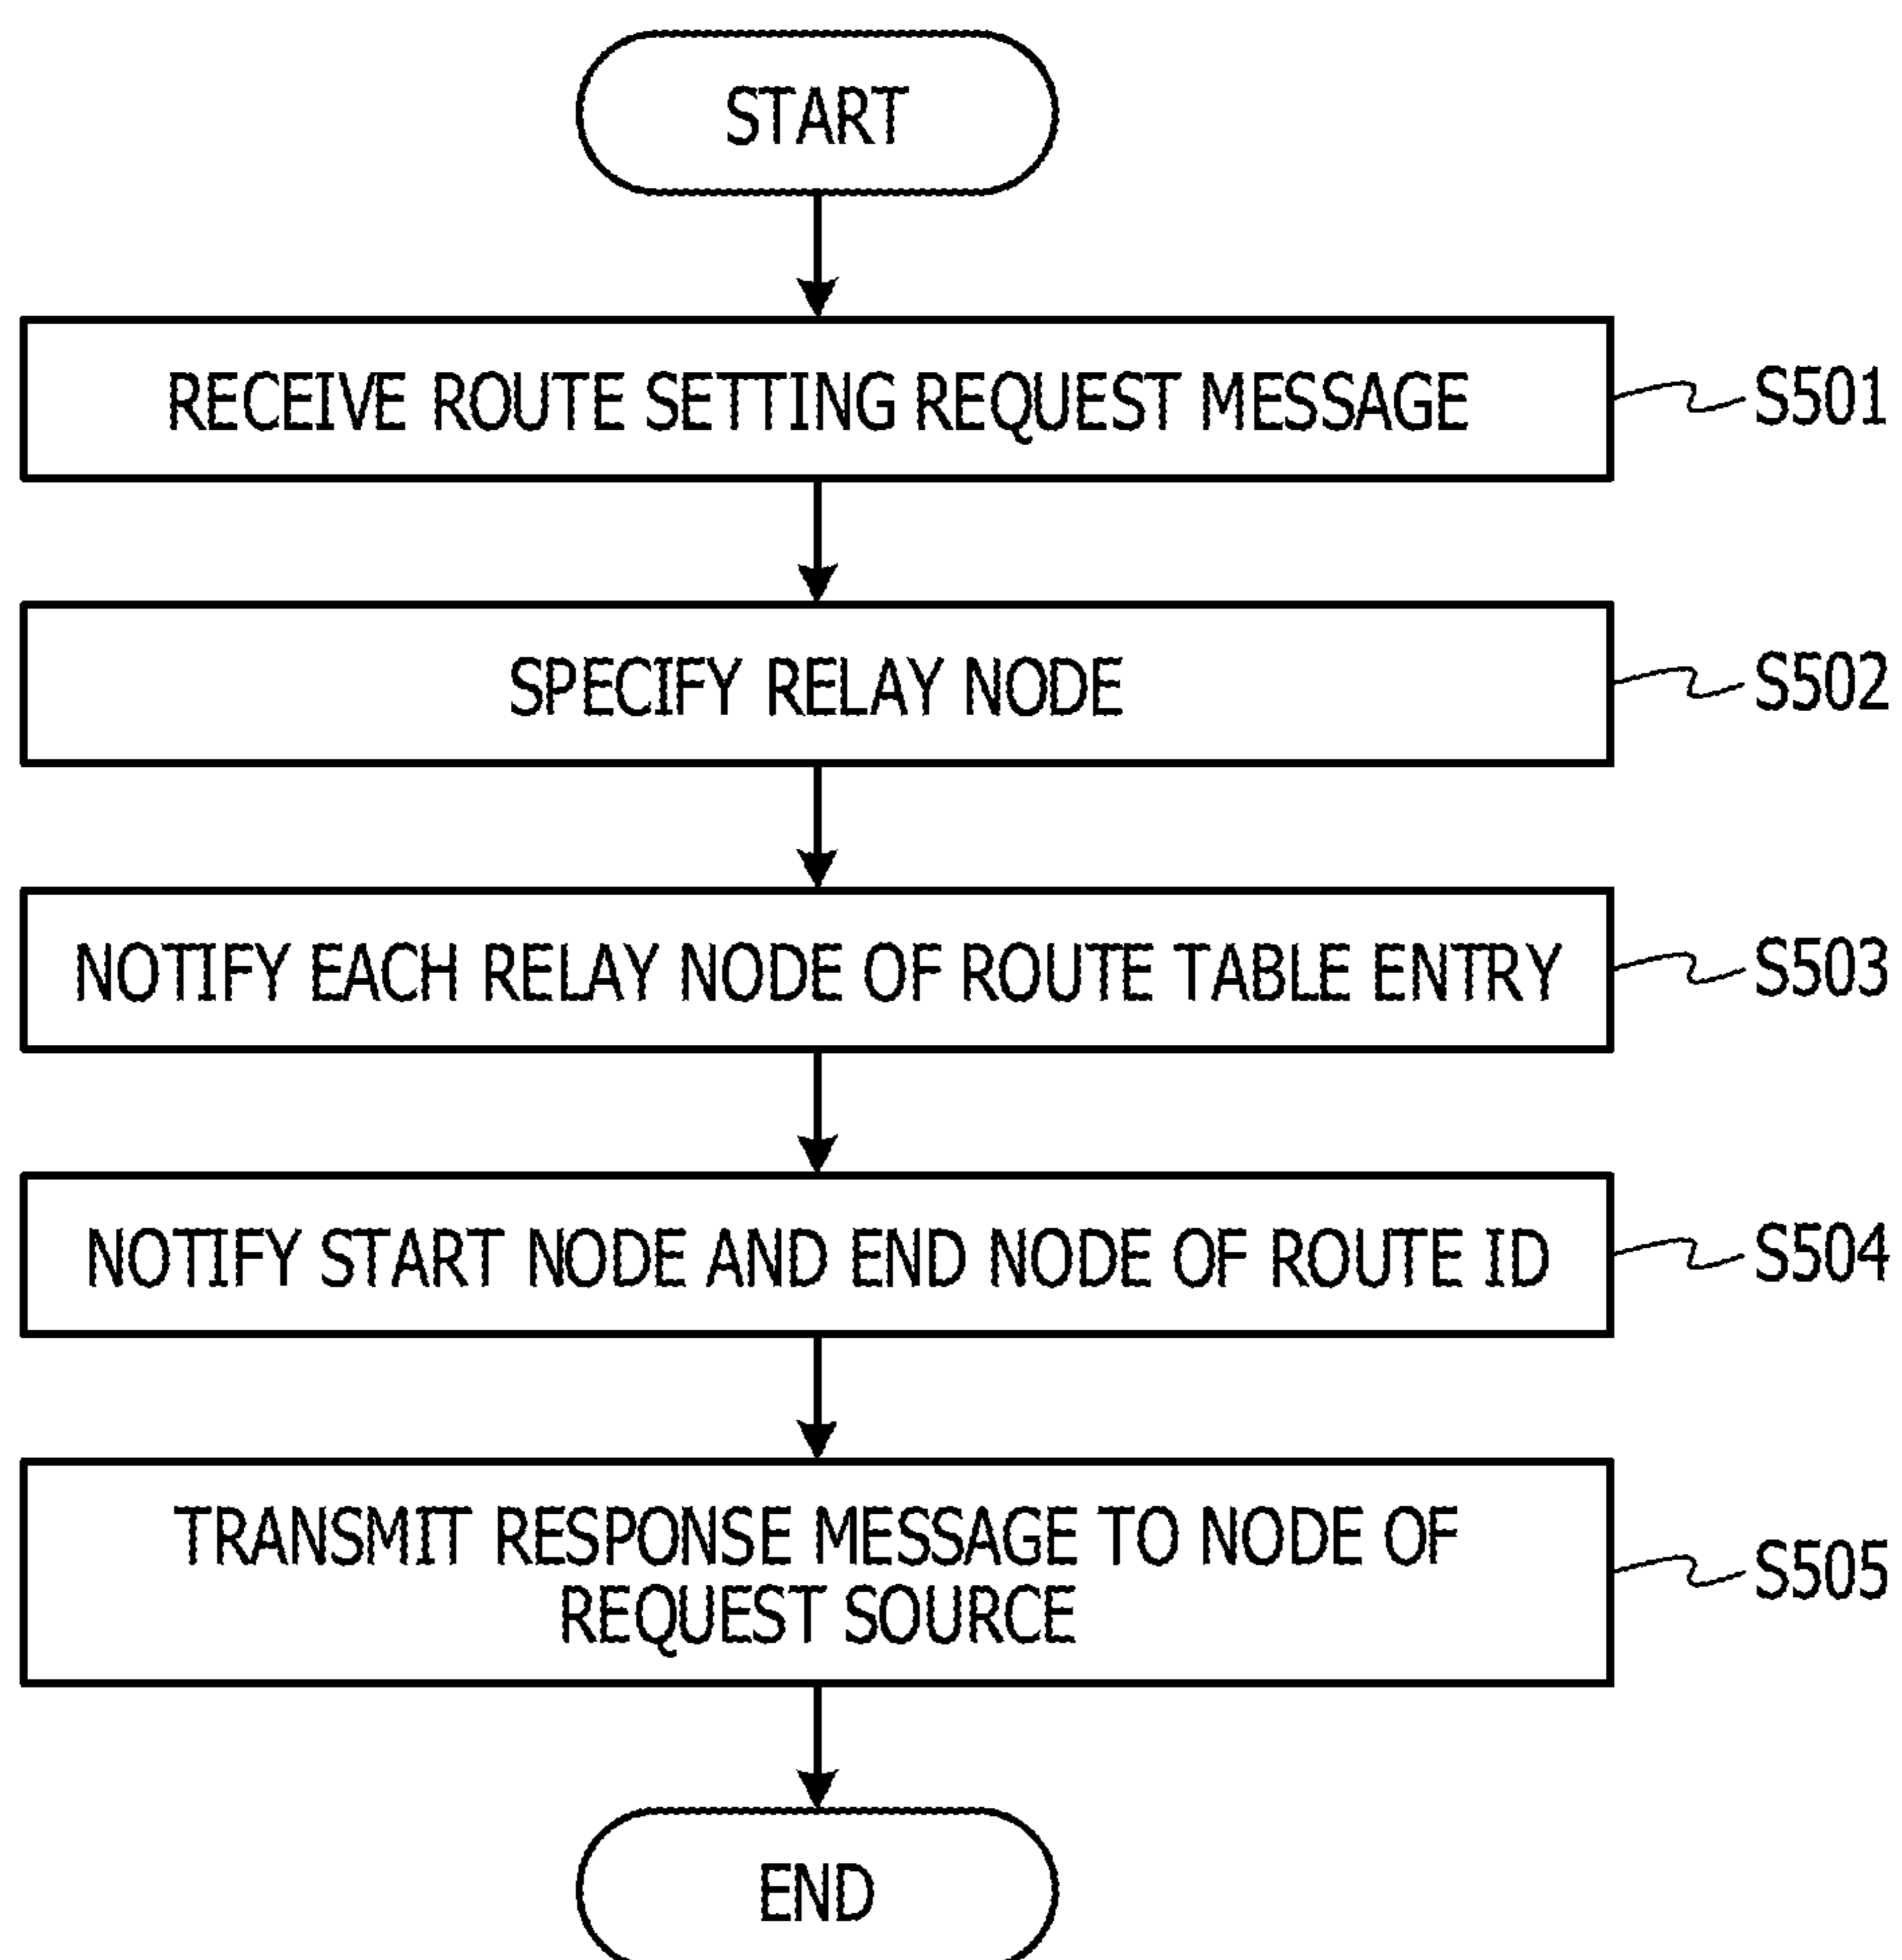 START
RECEIVE ROUTE SETTING REQUEST MESSAGE
S501
SPECIFY RELAY NODE
S502
NOTIFY EACH RELAY NODE OF ROUTE TABLE ENTRY
S503
NOTIFY START NODE AND END NODE OF ROUTE ID
S504
TRANSMIT RESPONSE MESSAGE TO NODE OF
REQUEST SOURCE
S505
END